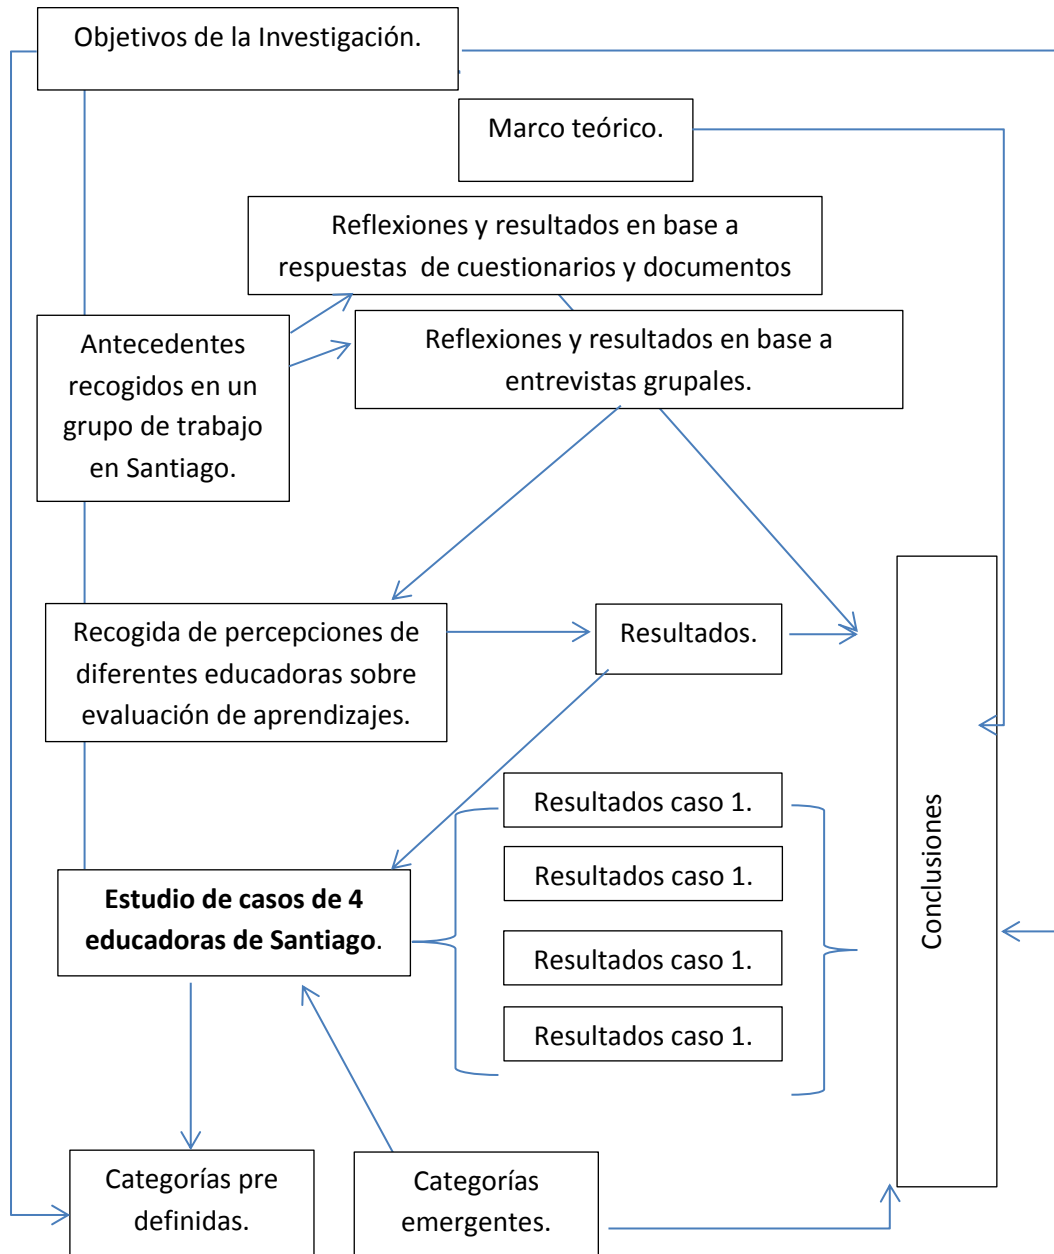 Objetivos de la Investigación.
Marco teórico.
Reflexiones y resultados en base a
respuestas de cuestionarios y documentos
Antecedentes
recogidos en un
grupo de trabajo
en Santiago.
Reflexiones y resultados en base a
entrevistas grupales.
Recogida de percepciones de
diferentes educadoras sobre
evaluación de aprendizajes.
Resultados.
Resultados caso 1.
Resultados caso 1.
Resultados caso 1.
Resultados caso 1.
Estudio de casos de 4
educadoras de Santiago.
Conclusiones
Categorías pre
definidas.
Categorías
emergentes.